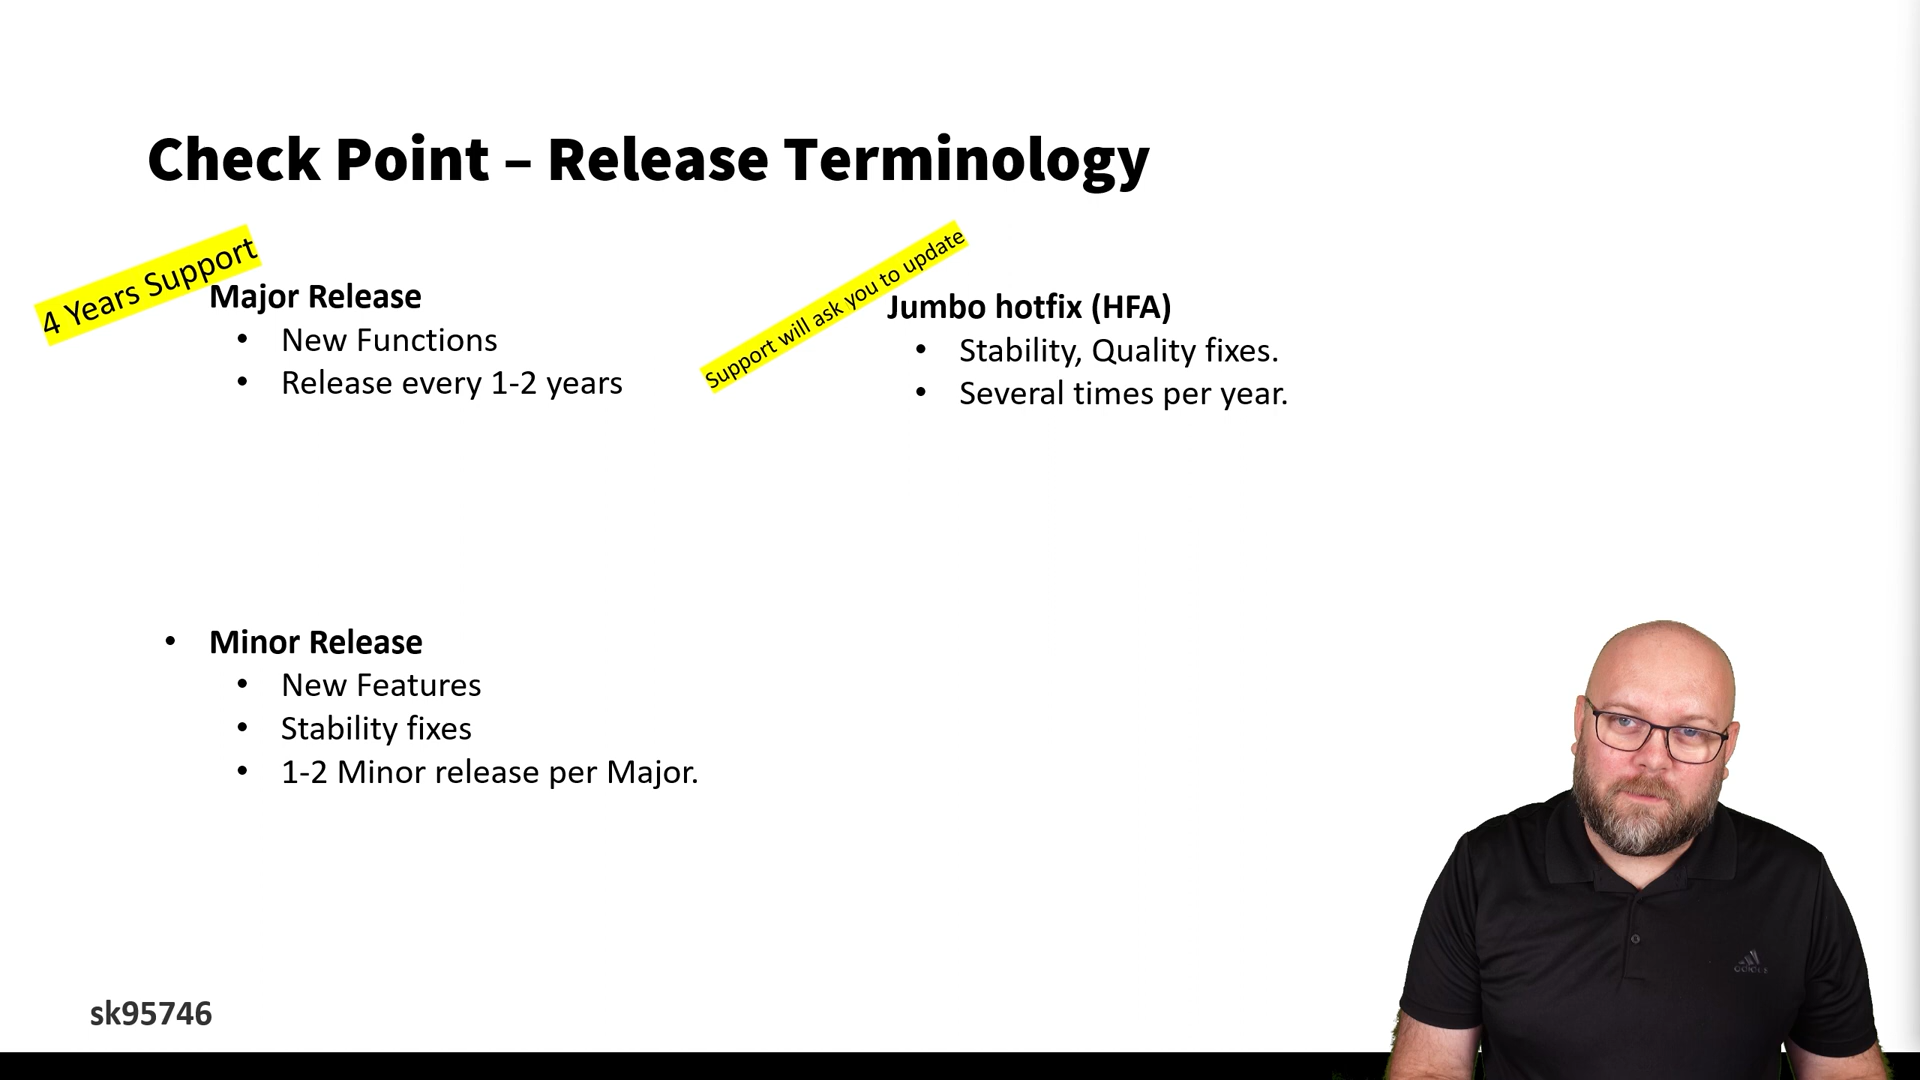 Check Point – Release Terminology
4 Years Support
Major Release
• New Functions
• Release every 1-2 years
Support will ask you to update
Jumbo hotfix (HFA)
• Stability, Quality fixes.
• Several times per year.
• Minor Release
• New Features
• Stability fixes
• 1-2 Minor release per Major.
adidas
sk95746